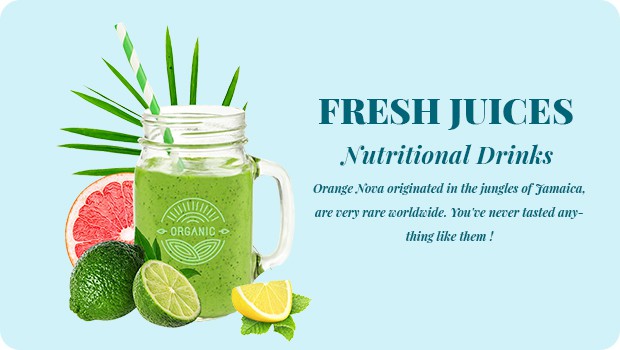 FRESH JUICES
Nutritional Drinks
Orange Nova originated in the jungles of Jamaica,
are very rare worldwide. You've never tasted any-
thing like them !
ORGANIC